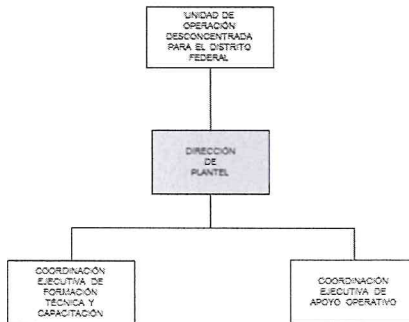 UNIDAD DE
OPERACIÓN
DESCONCENTRADA
PARA EL DISTRITO
FEDERAL
DIRECCIÓN
DE
PLANTEL
COORDINACIÓN
EJECUTIVA DE
FORMACIÓN
TÉCNICA Y
CAPACITACIÓN
COORDINACIÓN
EJECUTIVA DE
APOYO OPERATIVO